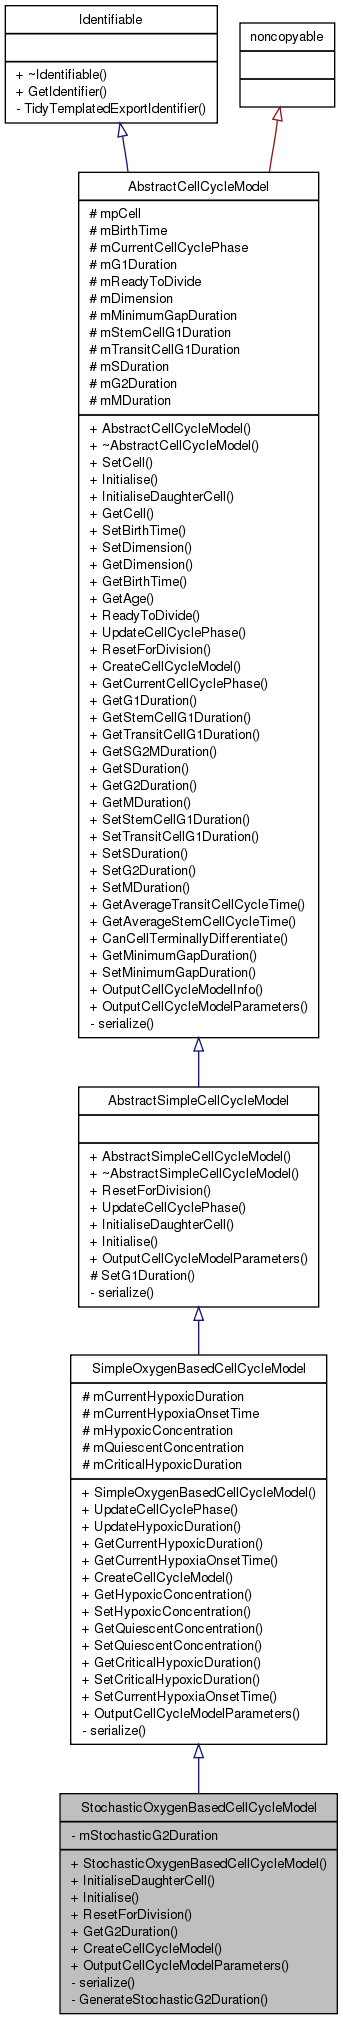 Identifiable
+ ~Identifiable()
+ GetIdentifier()
- TidyTemplatedExportIdentifier()
noncopyable
AbstractCellCycleModel
# mpCell
# mBirthTime
# mCurrentCellCyclePhase
# mG1Duration
# mReadyToDivide
# mDimension
# mMinimumGapDuration
# mStemCellG1Duration
# mTransitCellG1Duration
# mSDuration
# mG2Duration
# mMDuration
+ AbstractCellCycleModel()
+ ~AbstractCellCycleModel()
+ SetCell()
+ Initialise()
+ InitialiseDaughterCell()
+ GetCell()
+ SetBirthTime()
+ SetDimension()
+ GetDimension()
+ GetBirthTime()
+ GetAge()
+ ReadyToDivide()
+ UpdateCellCyclePhase()
+ ResetForDivision()
+ CreateCellCycleModel()
+ GetCurrentCellCyclePhase()
+ GetG1Duration()
+ GetStemCellG1Duration()
+ GetTransitCellG1Duration()
+ GetSG2MDuration()
+ GetSDuration()
+ GetG2Duration()
+ GetMDuration()
+ SetStemCellG1Duration()
+ SetTransitCellG1Duration()
+ SetSDuration()
+ SetG2Duration()
+ SetMDuration()
+ GetAverageTransitCellCycleTime()
+ GetAverageStemCellCycleTime()
+ CanCellTerminallyDifferentiate()
+ GetMinimumGapDuration()
+ SetMinimumGapDuration()
+ OutputCellCycleModelInfo()
+ OutputCellCycleModelParameters()
- serialize()
AbstractSimpleCellCycleModel
+ AbstractSimpleCellCycleModel()
+ ~AbstractSimpleCellCycleModel()
+ ResetForDivision()
+ UpdateCellCyclePhase()
+ InitialiseDaughterCell()
+ Initialise()
+ OutputCellCycleModelParameters()
# SetG1Duration()
- serialize()
SimpleOxygenBasedCellCycleModel
# mCurrentHypoxicDuration
# mCurrentHypoxiaOnsetTime
# mHypoxicConcentration
# mQuiescentConcentration
# mCriticalHypoxicDuration
+ SimpleOxygenBasedCellCycleModel()
+ UpdateCellCyclePhase()
+ UpdateHypoxicDuration()
+ GetCurrentHypoxicDuration()
+ GetCurrentHypoxiaOnsetTime()
+ CreateCellCycleModel()
+ GetHypoxicConcentration()
+ SetHypoxicConcentration()
+ GetQuiescentConcentration()
+ SetQuiescentConcentration()
+ GetCriticalHypoxicDuration()
+ SetCriticalHypoxicDuration()
+ SetCurrentHypoxiaOnsetTime()
+ OutputCellCycleModelParameters()
- serialize()
StochasticOxygenBasedCellCycleModel
- mStochasticG2Duration
+ StochasticOxygenBasedCellCycleModel()
+ InitialiseDaughterCell()
+ Initialise()
+ ResetForDivision()
+ GetG2Duration()
+ CreateCellCycleModel()
+ OutputCellCycleModelParameters()
- serialize()
- GenerateStochasticG2Duration()